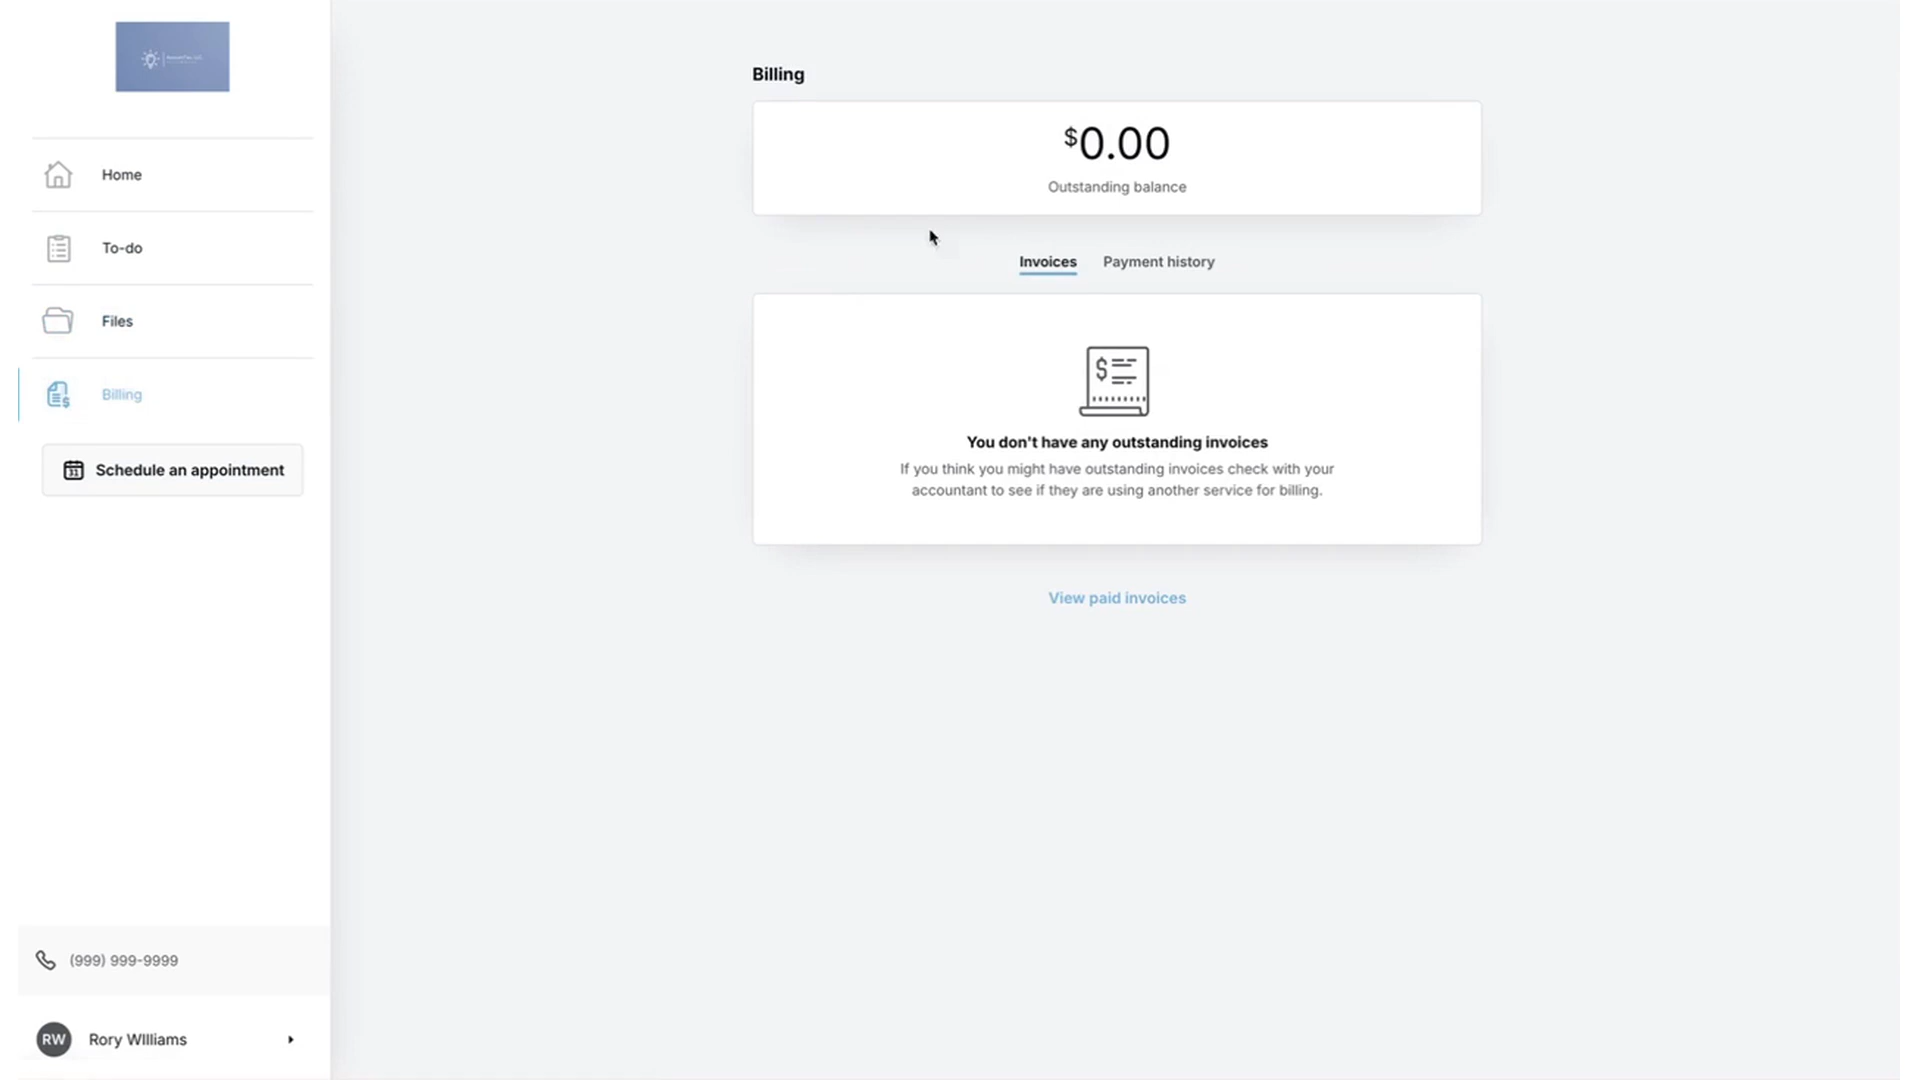 Home
To-do
Files
Billing
Schedule an appointment
(999) 999-9999
RW
Rory WIlliams
Billing
$0.00
Outstanding balance
Invoices Payment history
You don't have any outstanding invoices
If you think you might have outstanding invoices check with your
accountant to see if they are using another service for billing.
View paid invoices